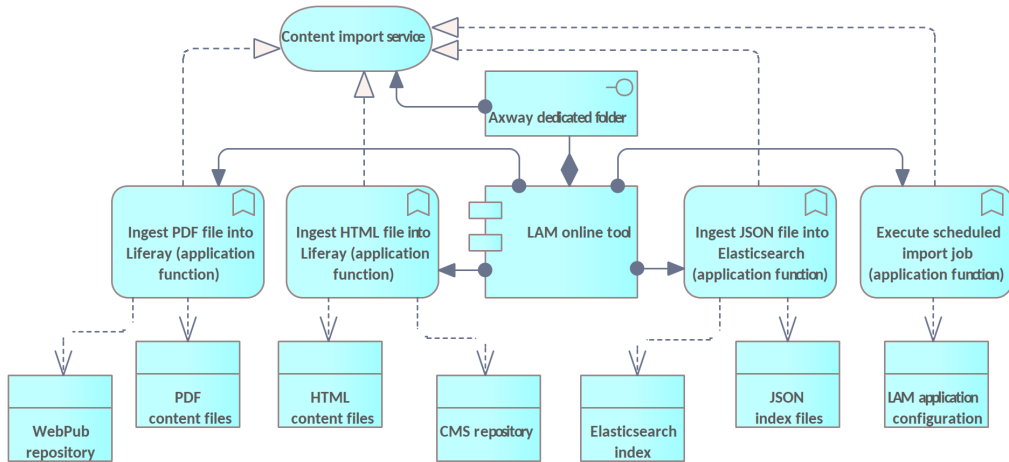 Content import service
Axway dedicated folder
Ingest PDF file into
Liferay (application
function)
Ingest HTML file into
Liferay (application
function)
LAM online tool
Ingest JSON file into
Elasticsearch
(application function)
Execute scheduled
import job
(application function)
WebPub
repository
PDF
content files
HTML
content files
CMS repository
Elasticsearch
index
JSON
index files
LAM application
configuration